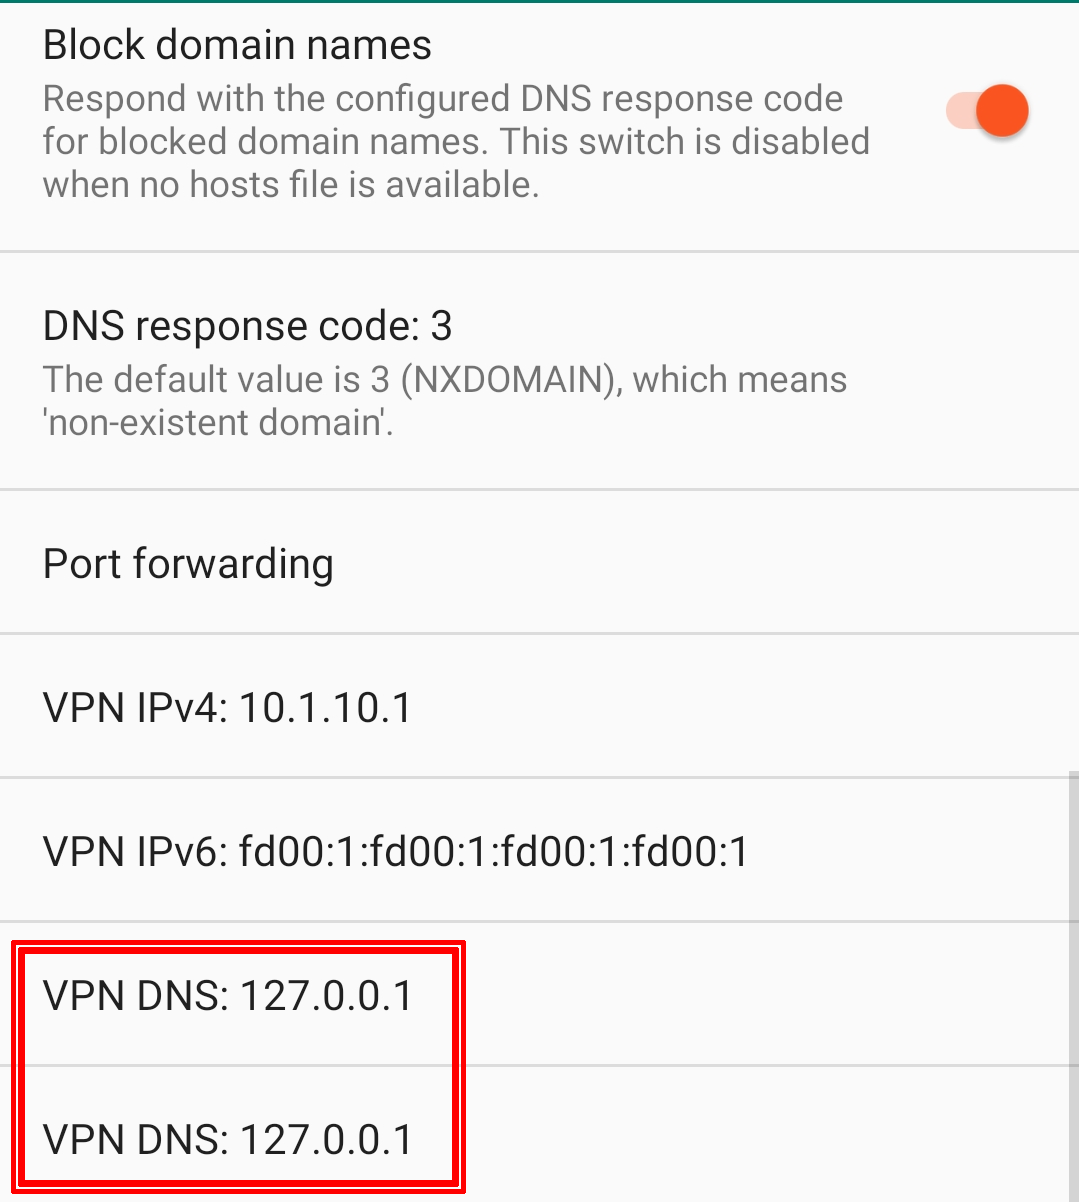 Block domain names
Respond with the configured DNS response code
for blocked domain names. This switch is disabled
when no hosts file is available.
DNS response code: 3
The default value is 3 (NXDOMAIN), which means
'non-existent domain'.
Port forwarding
VPN IPv4: 10.1.10.1
VPN IPv6: fd00:1:fd00:1:fd00:1:fd00:1
VPN DNS: 127.0.0.1
VPN DNS: 127.0.0.1